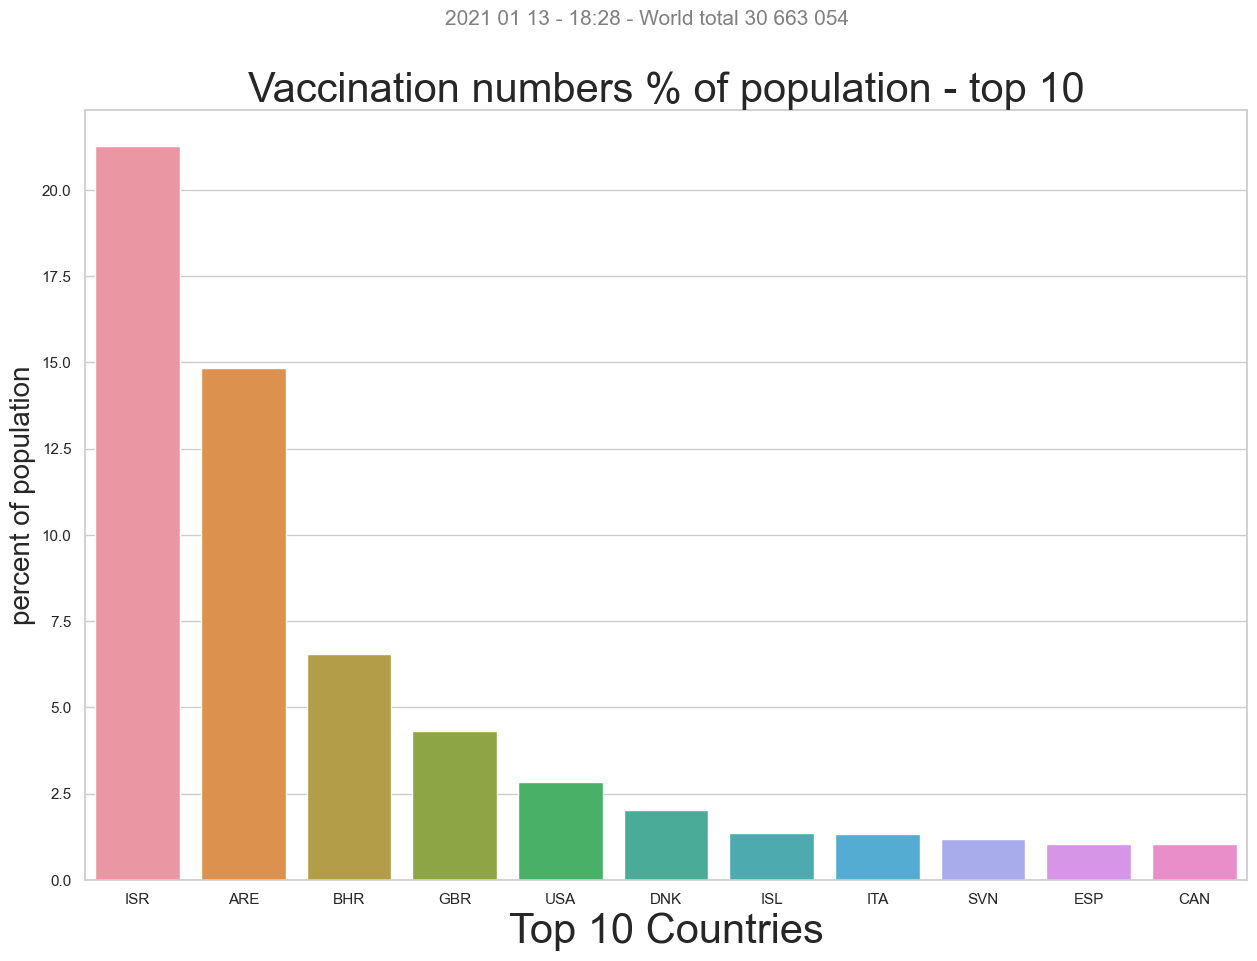 2021 01 13 - 18:28 - World total 30 663 054
Vaccination numbers % of population - top 10
percent of population
20.0
17.5
15.0
12.5
10.0
7.5
5.0
2.5
0.0
ISR ARE BHR GBR USA DNK ISL ITA SVN ESP CAN
Top 10 Countries